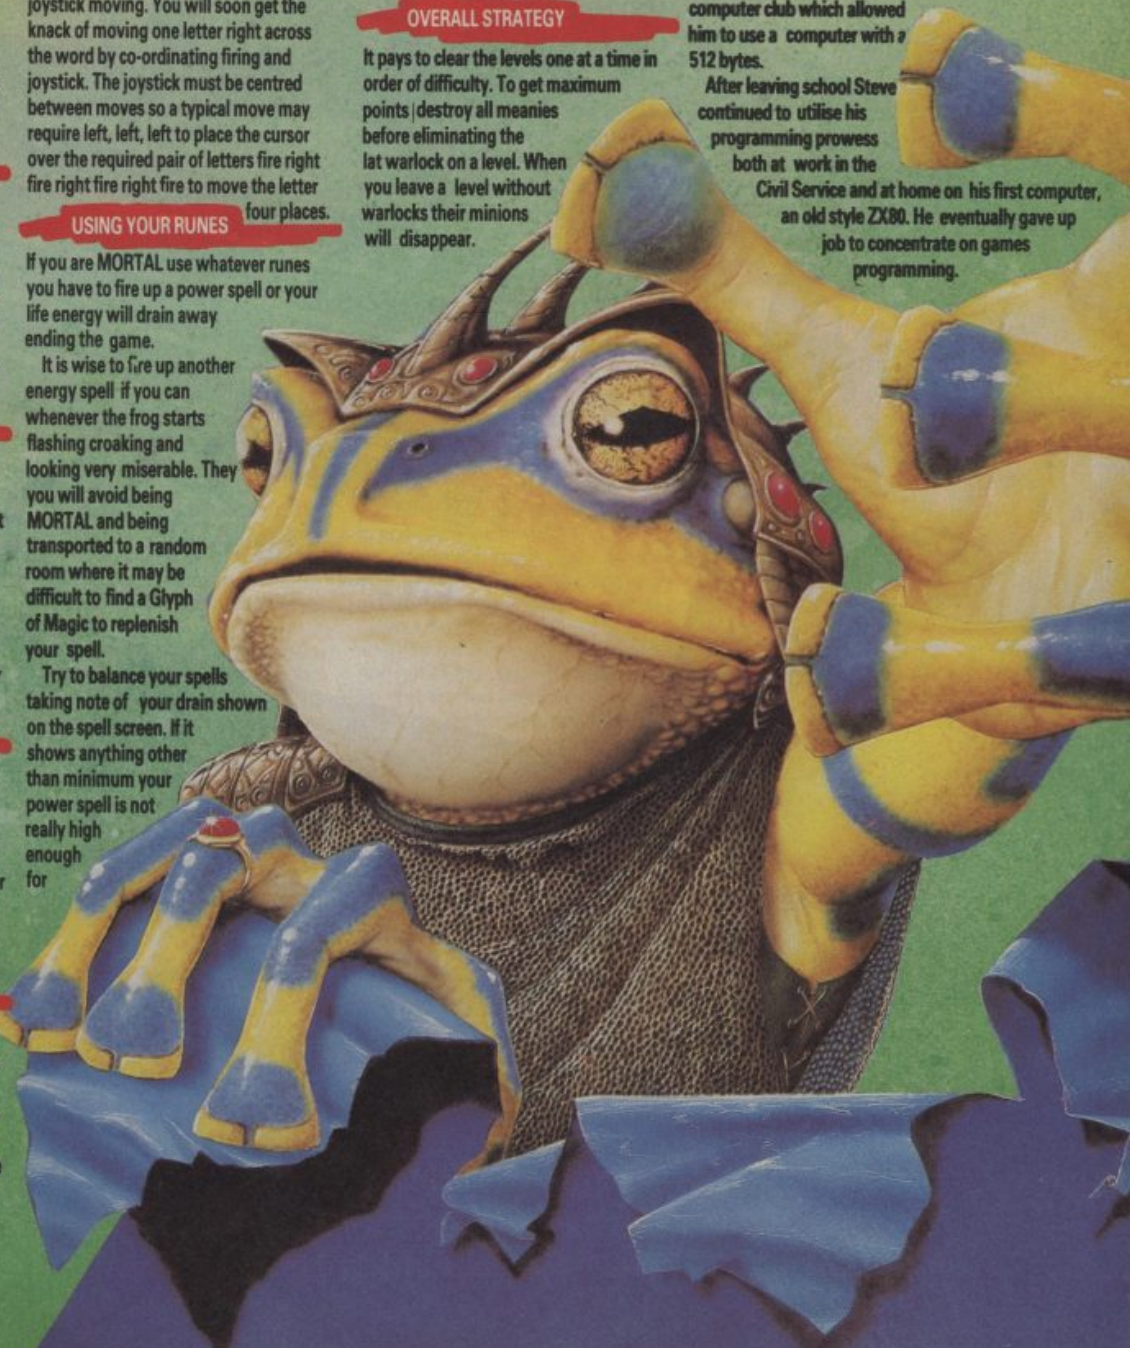 joystick moving. You will soon get the
knack of moving one letter right across
the word by co-ordinating firing and
joystick. The joystick must be centred
between moves so a typical move may
require left, left, left to place the cursor
over the required pair of letters fire right
fire right fire right fire to move the letter
four places.
USING YOUR RUNES
If you are MORTAL use whatever runes
you have to fire up a power spell or your
life energy will drain away
ending the game.
It is wise to fire up another
energy spell if you can
whenever the frog starts
flashing croaking and
looking very miserable. They
you will avoid being
MORTAL and being
transported to a random
room where it may be
difficult to find a Glyph
of Magic to replenish
your spell.
Try to balance your spells
taking note of your drain shown
on the spell screen. If it
shows anything other
than minimum your
power spell is not
really high
enough
for
OVERALL STRATEGY
It pays to clear the levels one at a time in
order of difficulty. To get maximum
points destroy all meanies
before eliminating the
lat warlock on a level. When
you leave a level without
warlocks their minions
will disappear.
computer club which allowed
him to use a computer with a
512 bytes.
After leaving school Steve
continued to utilise his
programming prowess
both at work in the
Civil Service and at home on his first computer,
an old style ZX80. He eventually gave up
job to concentrate on games
programming.